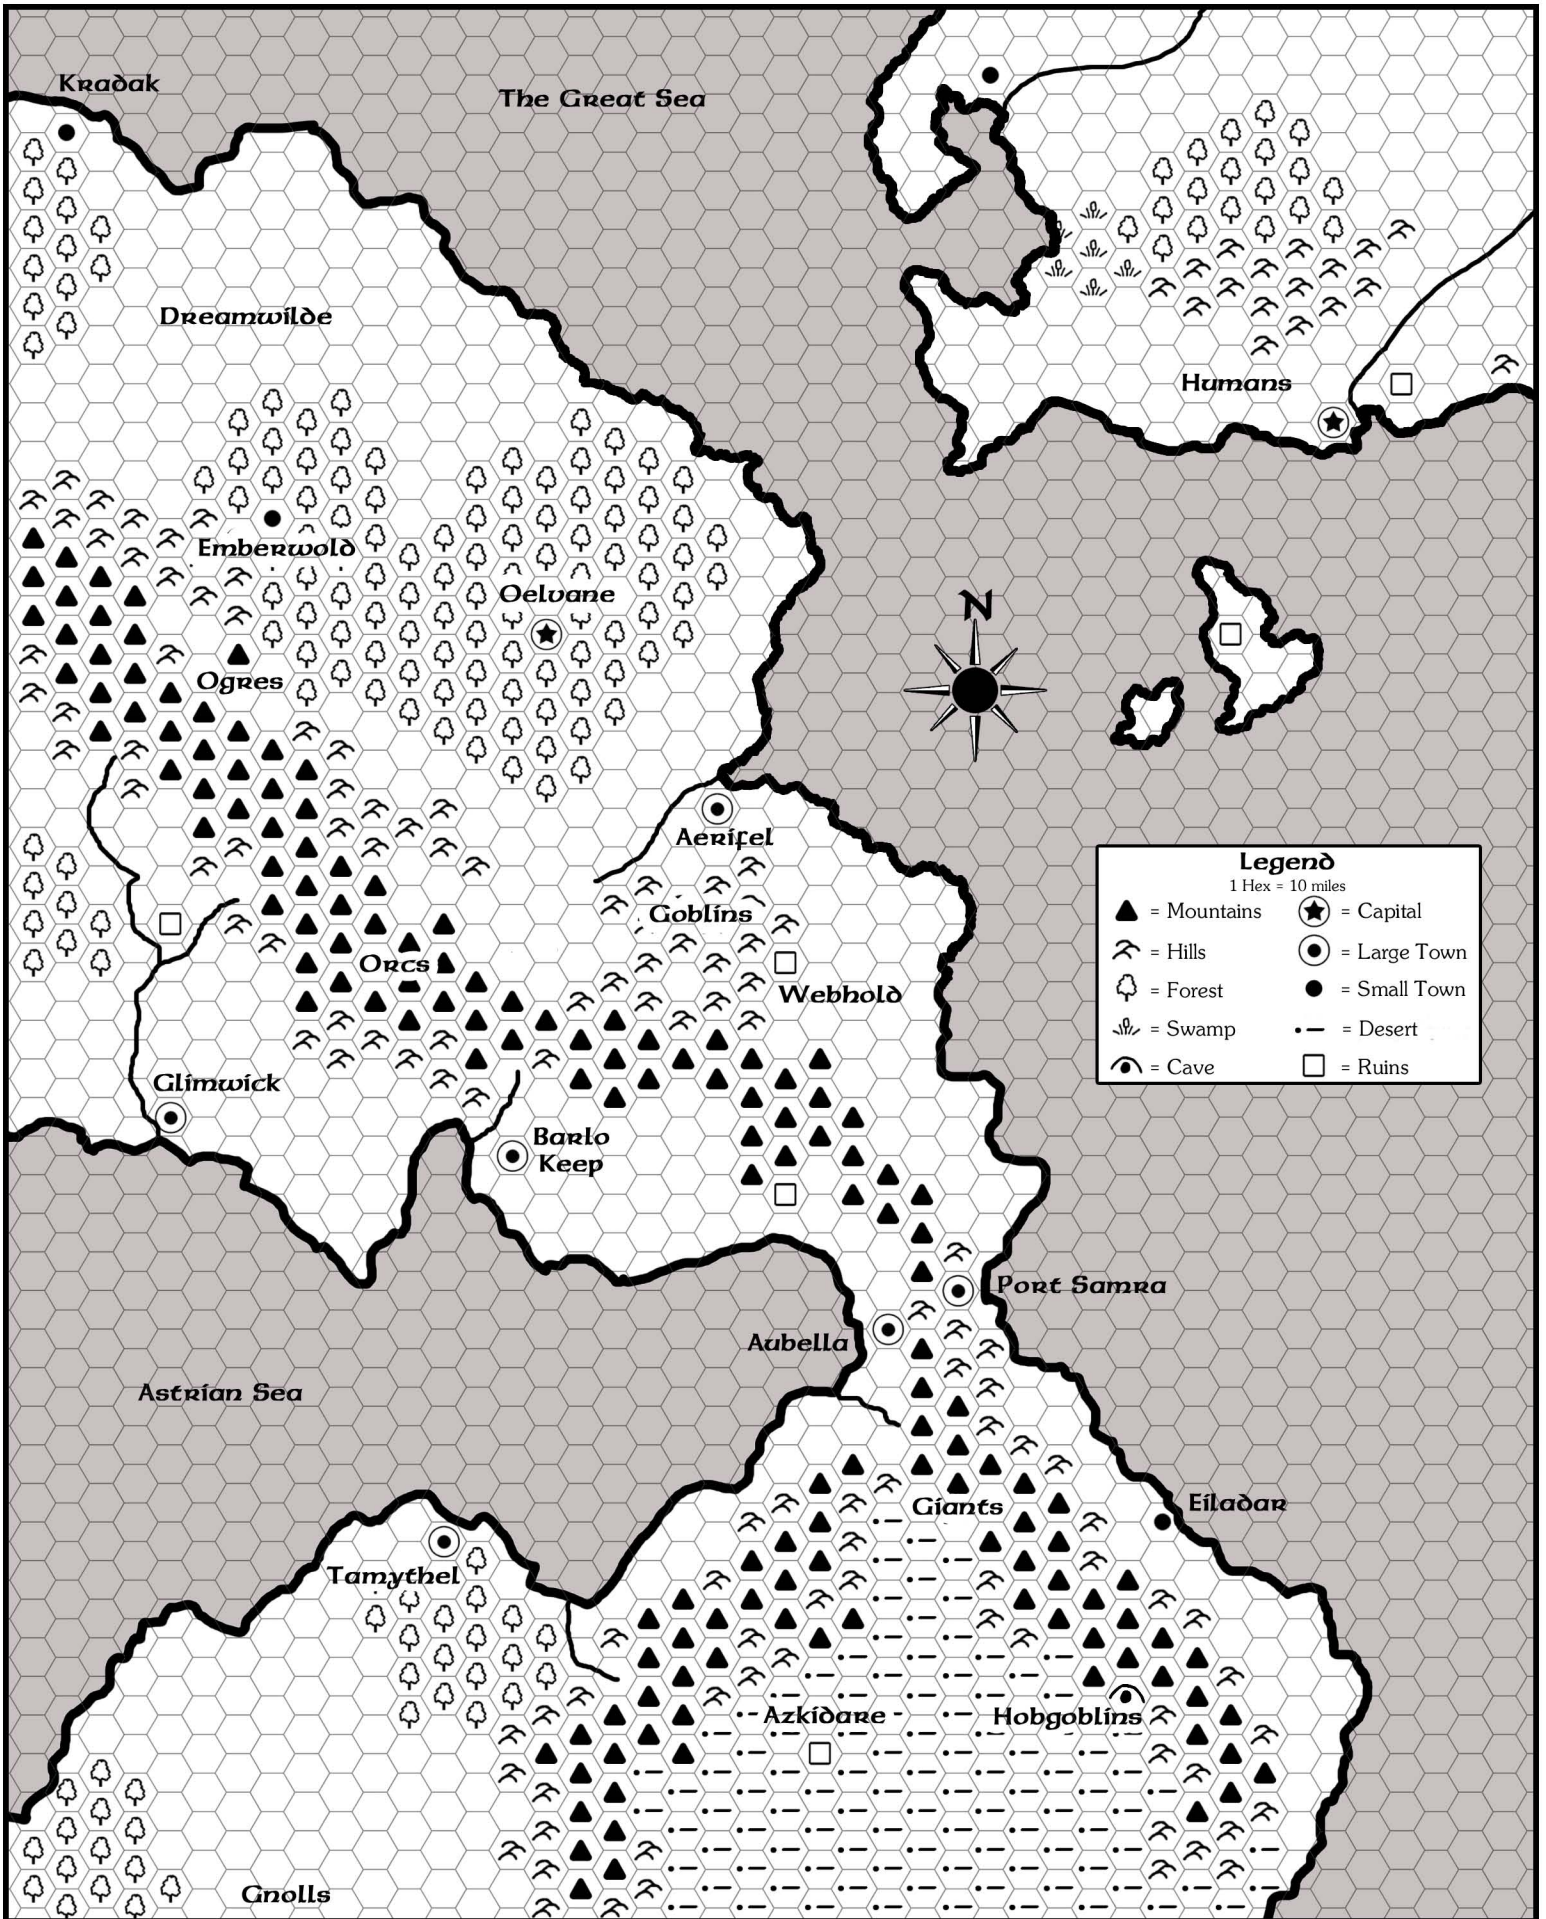 Kradak
The Great Sea
Dreamwilde
Humans
Emberwold
Oelvane
N
Ogres
Aerifel
Legend
1 Hex = 10 miles
= Mountains
= Capital
= Hills
= Large Town
= Forest
= Small Town
= Swamp
= Desert
= Cave
= Ruins
Goblins
Orcs
Webhold
Glimwick
Barlo
Keep
Port Samra
Aubella
Astrian Sea
Giants
Eiladar
Tamythel
Azkidare
Hobgoblins
Gnolls